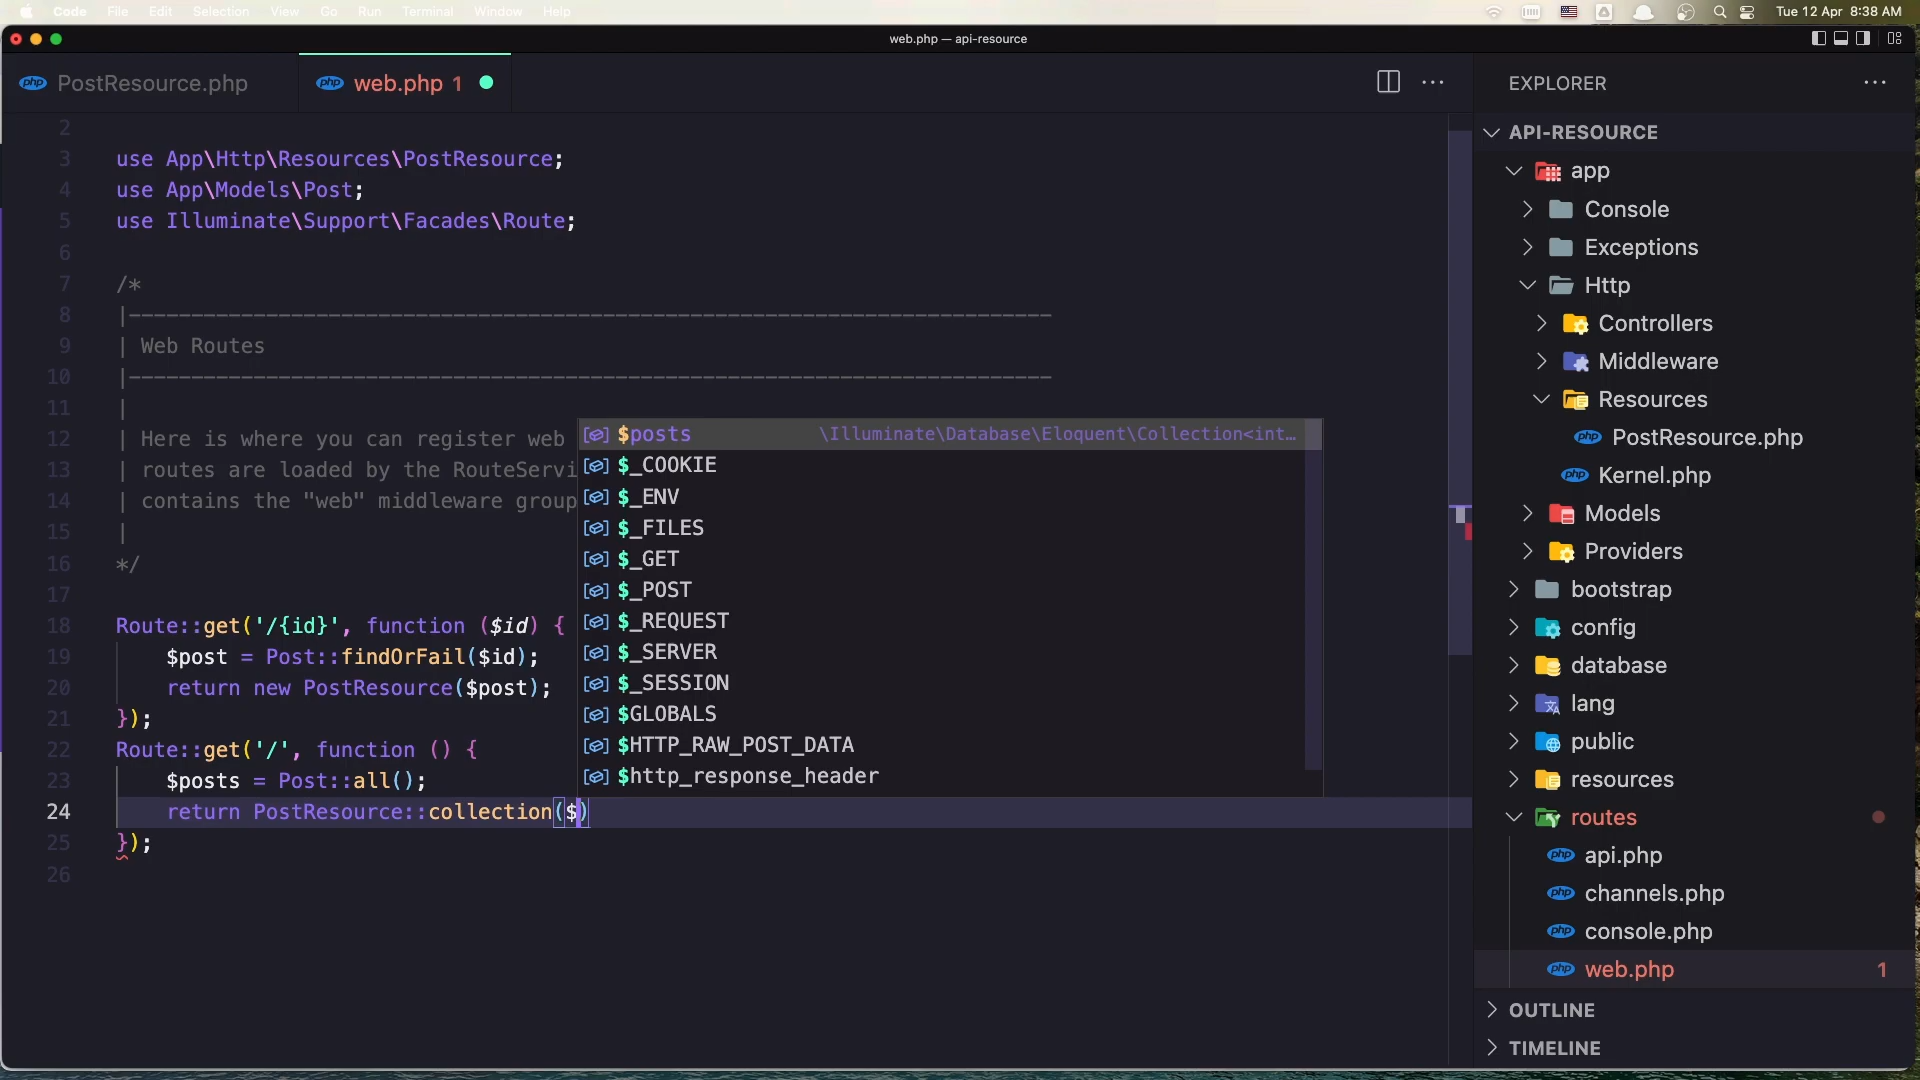 Code File Edit Selection View Go Run Terminal Window Help Tue 12 Apr 8:38 AM
web.php — api-resource
php PostResource.php php web.php 1 ···
2
3 use App\Http\Resources\PostResource;
4 use App\Models\Post;
5 use Illuminate\Support\Facades\Route;
6
7 /*
8 |--------------------------------------------------------------------------
9 | Web Routes
10 |--------------------------------------------------------------------------
11 |
12 | Here is where you can register web
13 | routes are loaded by the RouteServi
14 | contains the "web" middleware group
15 |
16 */
17
18 Route::get('/{id}', function ($id) {
19 $post = Post::findOrFail($id);
20 return new PostResource($post);
21 });
22 Route::get('/', function () {
23 $posts = Post::all();
24 return PostResource::collection($)
25 });
26
$posts \Illuminate\Database\Eloquent\Collection<int…
$_COOKIE
$_ENV
$_FILES
$_GET
$_POST
$_REQUEST
$_SERVER
$_SESSION
$GLOBALS
$HTTP_RAW_POST_DATA
$http_response_header
EXPLORER ···
API-RESOURCE
app
Console
Exceptions
Http
Controllers
Middleware
Resources
php PostResource.php
php Kernel.php
Models
Providers
bootstrap
config
database
lang
public
resources
routes
php api.php
php channels.php
php console.php
php web.php 1
OUTLINE
TIMELINE